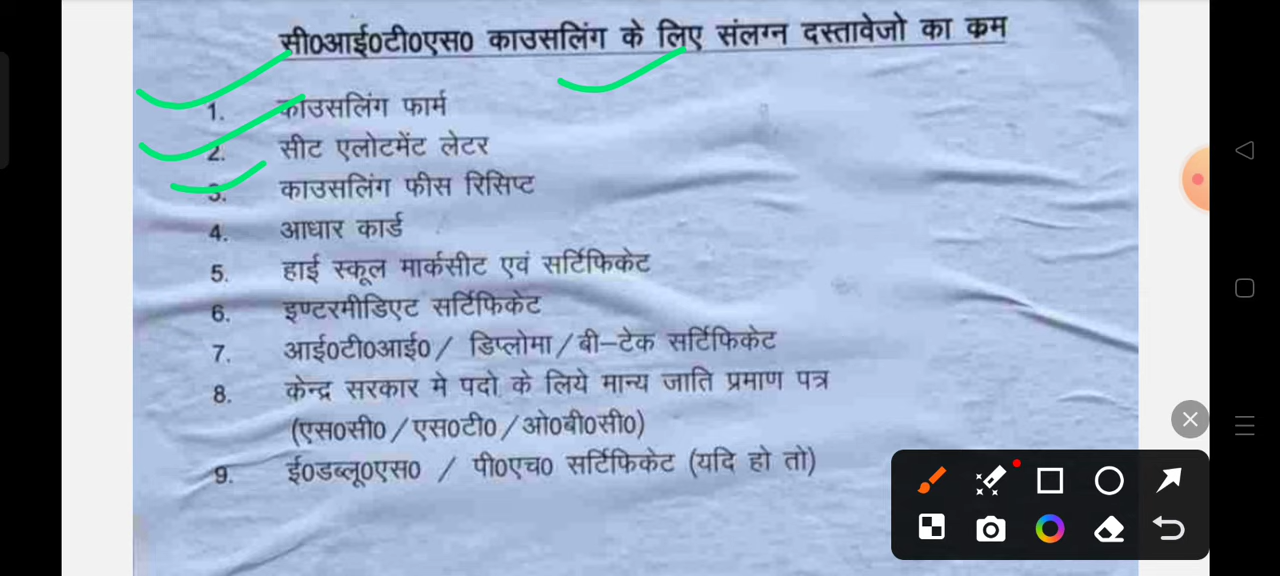 सी0आई0टी0एस0 काउसलिंग के लिए संलग्न दस्तावेजो का क्रम
1. काउसलिंग फार्म
2. सीट एलोटमेंट लेटर
3. काउसलिंग फीस रिसिप्ट
4. आधार कार्ड
5. हाई स्कूल मार्कसीट एवं सर्टिफिकेट
6. इण्टरमीडिएट सर्टिफिकेट
7. आई0टी0आई0 / डिप्लोमा / बी–टेक सर्टिफिकेट
8. केन्द्र सरकार मे पदो के लिये मान्य जाति प्रमाण पत्र
(एस0सी0 / एस0टी0 / ओ0बी0सी0)
9. ई0डब्लू0एस0 / पी0एच0 सर्टिफिकेट (यदि हो तो)